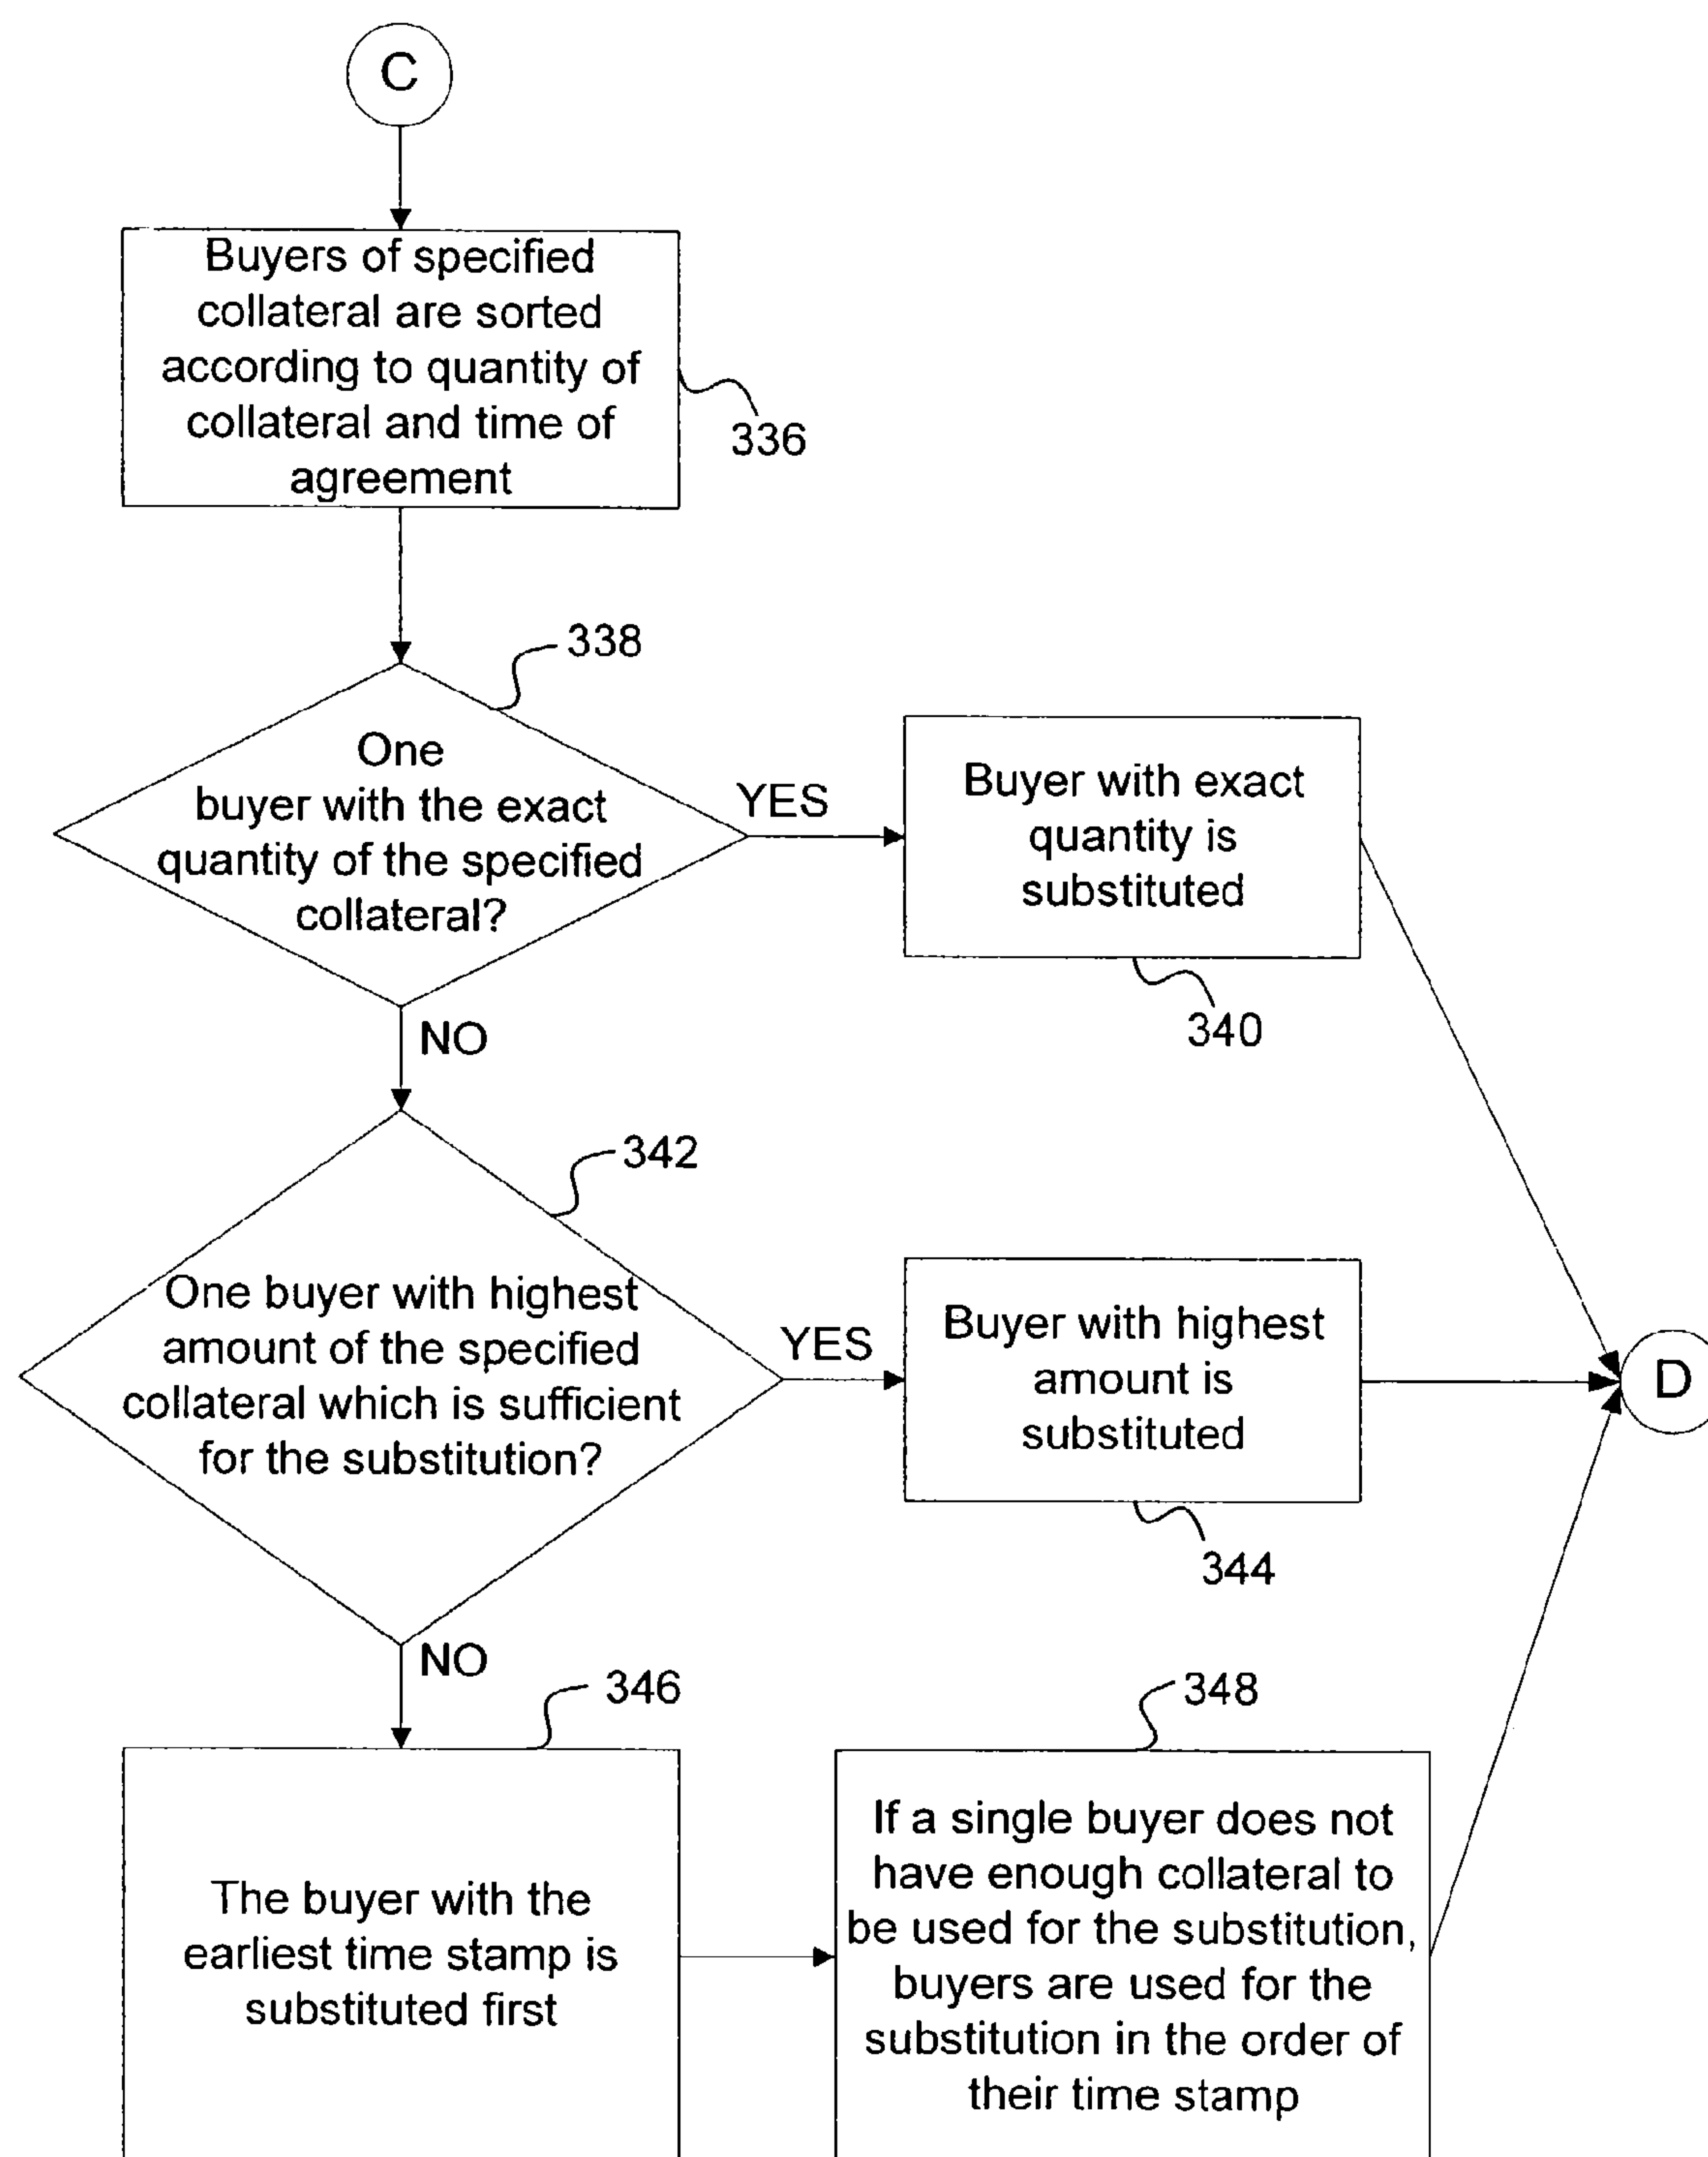 C
Buyers of specified
collateral are sorted
according to quantity of
collateral and time of
agreement
336
338
One
buyer with the exact
quantity of the specified
collateral?
YES
Buyer with exact
quantity is
substituted
340
NO
342
One buyer with highest
amount of the specified
collateral which is sufficient
for the substitution?
YES
Buyer with highest
amount is
substituted
344
D
NO
346
The buyer with the
earliest time stamp is
substituted first
348
If a single buyer does not
have enough collateral to
be used for the substitution,
buyers are used for the
substitution in the order of
their time stamp